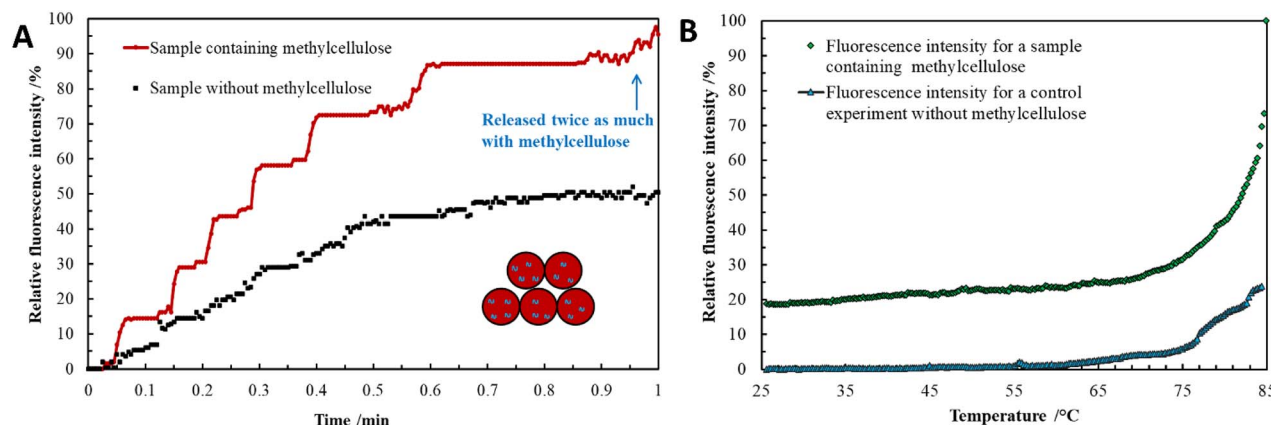 A
Relative fluorescence intensity /%
100
90
80
70
60
50
40
30
20
10
0
Sample containing methylcellulose
Sample without methylcellulose
Released twice as much
with methylcellulose
0
0.1
0.2
0.3
0.4
0.5
0.6
0.7
0.8
0.9
1
Time /min
B
Relative fluorescence intensity /%
100
90
80
70
60
50
40
30
20
10
0
Fluorescence intensity for a sample
containing methylcellulose
Fluorescence intensity for a control
experiment without methylcellulose
25
35
45
55
65
75
85
Temperature /°C